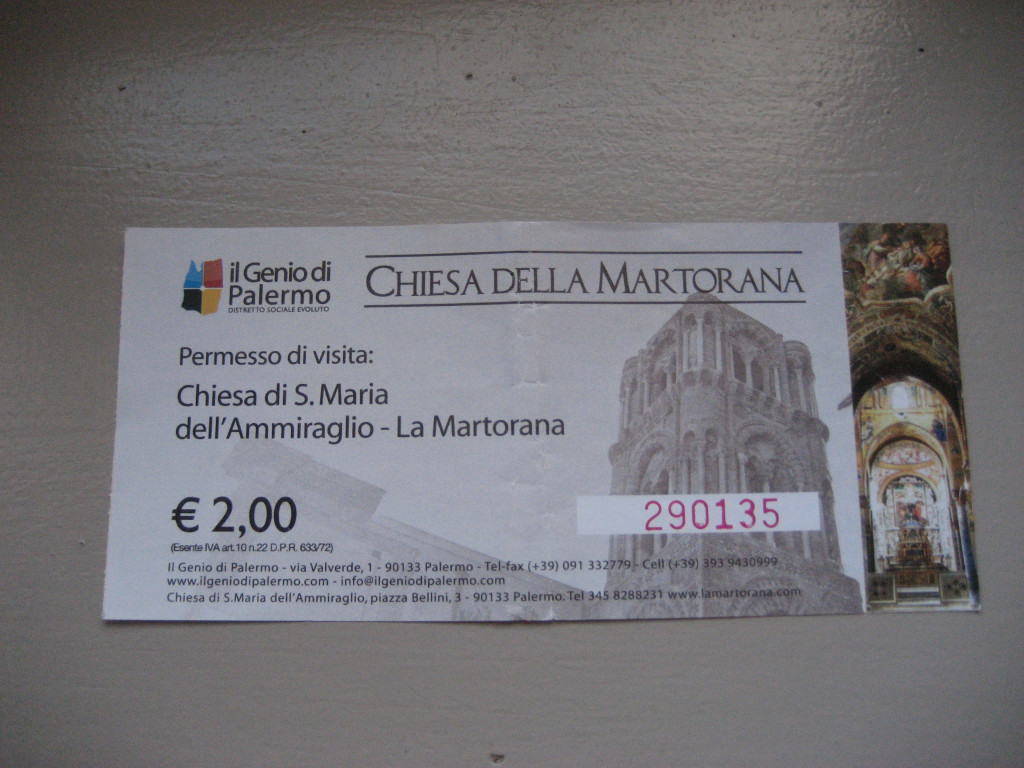 il Genio di
Palermo
DISTRETTO SOCIALE EVOLUTO
CHIESA DELLA MARTORANA
Permesso di visita:
Chiesa di S. Maria
dell'Ammiraglio - La Martorana
€ 2,00
(Esente IVA art.10 n.22 D.P.R. 633/72)
290135
Il Genio di Palermo - via Valverde, 1 - 90133 Palermo - Tel-fax (+39) 091 332779 - Cell (+39) 393 9430999
www.ilgeniodipalermo.com - info@ilgeniodipalermo.com
Chiesa di S.Maria dell'Ammiraglio, piazza Bellini, 3 - 90133 Palermo. Tel 345 8288231 www.lamartorana.com